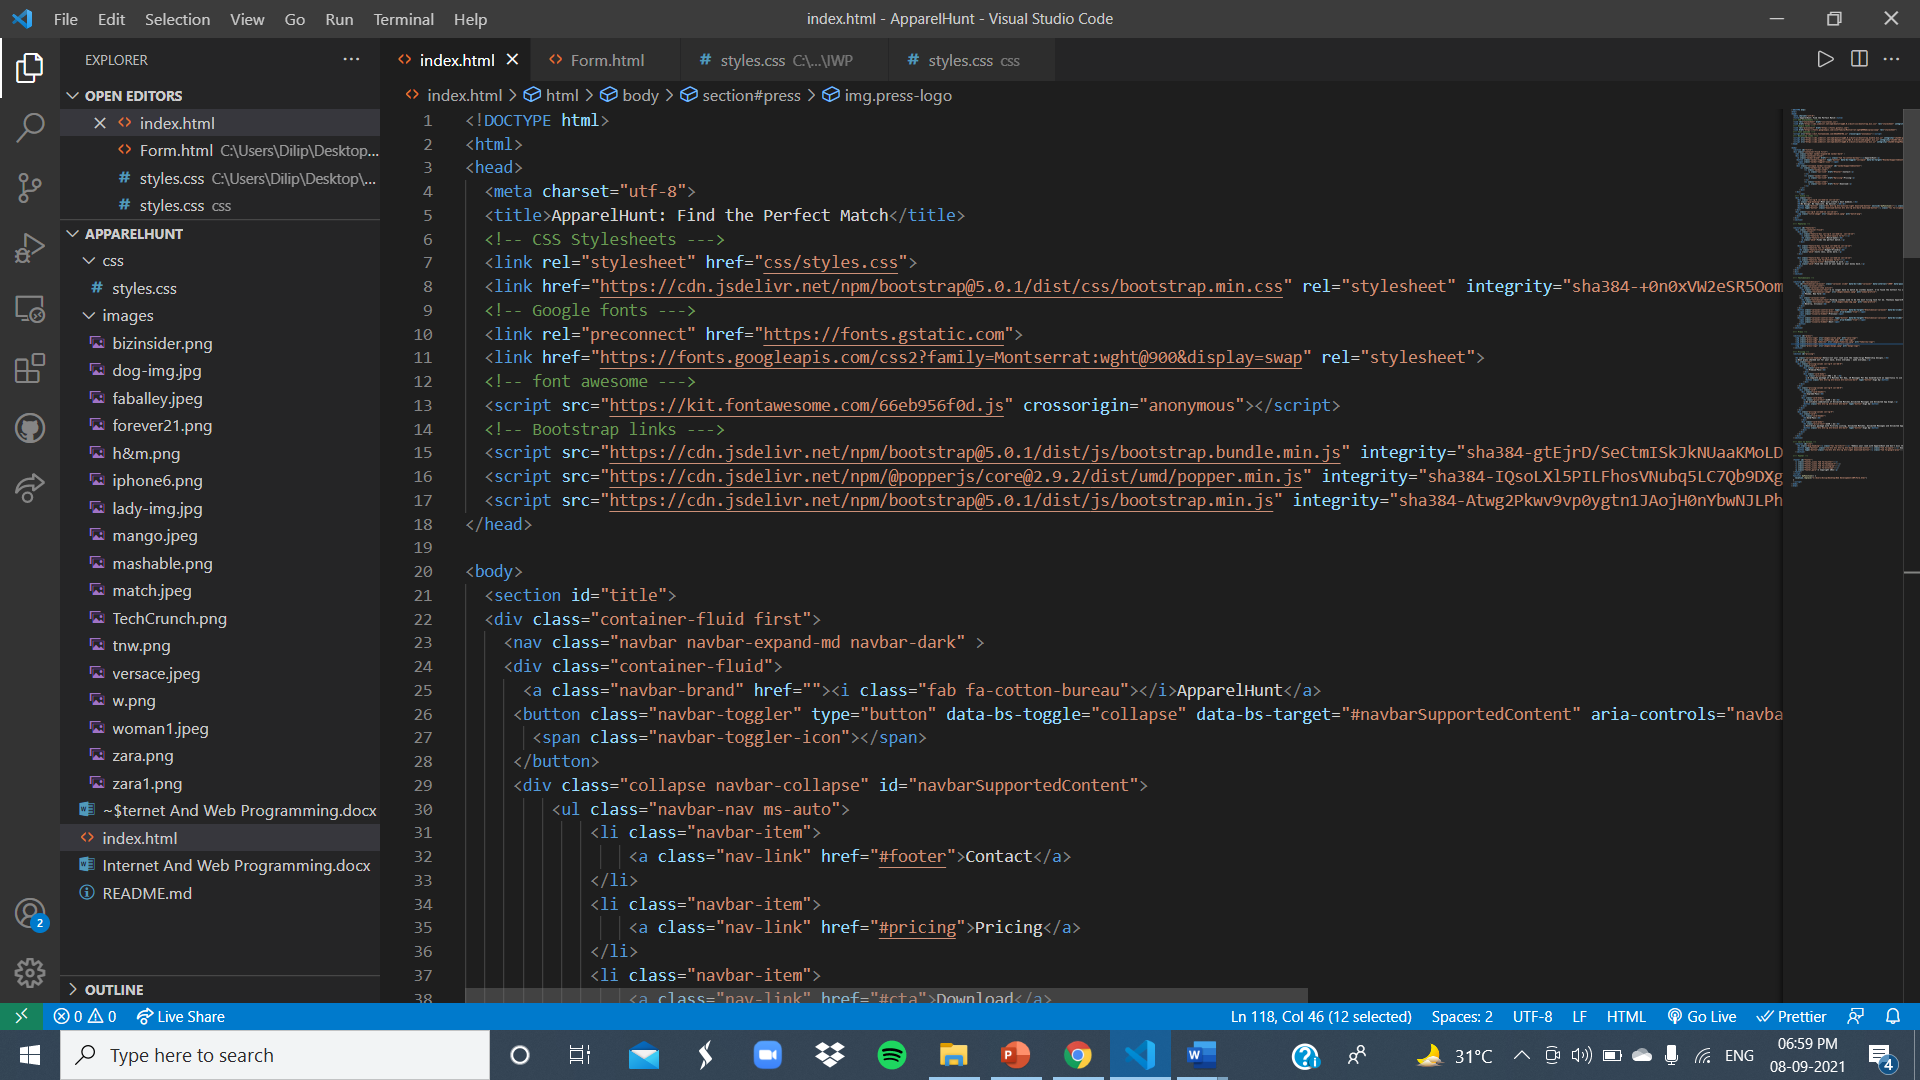 File Edit Selection View Go Run Terminal Help
index.html - ApparelHunt - Visual Studio Code
EXPLORER
OPEN EDITORS
index.html
Form.html C:\Users\Dilip\Desktop...
styles.css C:\Users\Dilip\Desktop\...
styles.css css
APPARELHUNT
css
styles.css
images
bizinsider.png
dog-img.jpg
faballey.jpeg
forever21.png
h&m.png
iphone6.png
lady-img.jpg
mango.jpeg
mashable.png
match.jpeg
TechCrunch.png
tnw.png
versace.jpeg
w.png
woman1.jpeg
zara.png
zara1.png
~$ternet And Web Programming.docx
index.html
Internet And Web Programming.docx
README.md
OUTLINE
2
index.html Form.html styles.css C:\...\IWP styles.css css
index.html > html > body > section#press > img.press-logo
1 <!DOCTYPE html>
2 <html>
3 <head>
4 <meta charset="utf-8">
5 <title>ApparelHunt: Find the Perfect Match</title>
6 <!-- CSS Stylesheets --->
7 <link rel="stylesheet" href="css/styles.css">
8 <link href="https://cdn.jsdelivr.net/npm/bootstrap@5.0.1/dist/css/bootstrap.min.css" rel="stylesheet" integrity="sha384-+0n0xVW2eSR5Oom
9 <!-- Google fonts --->
10 <link rel="preconnect" href="https://fonts.gstatic.com">
11 <link href="https://fonts.googleapis.com/css2?family=Montserrat:wght@900&display=swap" rel="stylesheet">
12 <!-- font awesome --->
13 <script src="https://kit.fontawesome.com/66eb956f0d.js" crossorigin="anonymous"></script>
14 <!-- Bootstrap links --->
15 <script src="https://cdn.jsdelivr.net/npm/bootstrap@5.0.1/dist/js/bootstrap.bundle.min.js" integrity="sha384-gtEjrD/SeCtmISkJkNUaaKMoLD
16 <script src="https://cdn.jsdelivr.net/npm/@popperjs/core@2.9.2/dist/umd/popper.min.js" integrity="sha384-IQsoLXl5PILFhosVNubq5LC7Qb9DXg
17 <script src="https://cdn.jsdelivr.net/npm/bootstrap@5.0.1/dist/js/bootstrap.min.js" integrity="sha384-Atwg2Pkwv9vp0ygtn1JAojH0nYbwNJLPh
18 </head>
19
20 <body>
21 <section id="title">
22 <div class="container-fluid first">
23 <nav class="navbar navbar-expand-md navbar-dark" >
24 <div class="container-fluid">
25 <a class="navbar-brand" href=""><i class="fab fa-cotton-bureau"></i>ApparelHunt</a>
26 <button class="navbar-toggler" type="button" data-bs-toggle="collapse" data-bs-target="#navbarSupportedContent" aria-controls="navba
27 <span class="navbar-toggler-icon"></span>
28 </button>
29 <div class="collapse navbar-collapse" id="navbarSupportedContent">
30 <ul class="navbar-nav ms-auto">
31 <li class="navbar-item">
32 <a class="nav-link" href="#footer">Contact</a>
33 </li>
34 <li class="navbar-item">
35 <a class="nav-link" href="#pricing">Pricing</a>
36 </li>
37 <li class="navbar-item">
38 <a class="nav-link" href="#cta">Download</a>
0 0 Live Share Ln 118, Col 46 (12 selected) Spaces: 2 UTF-8 LF HTML Go Live Prettier
Type here to search 31°C ENG 06:59 PM
08-09-2021 4